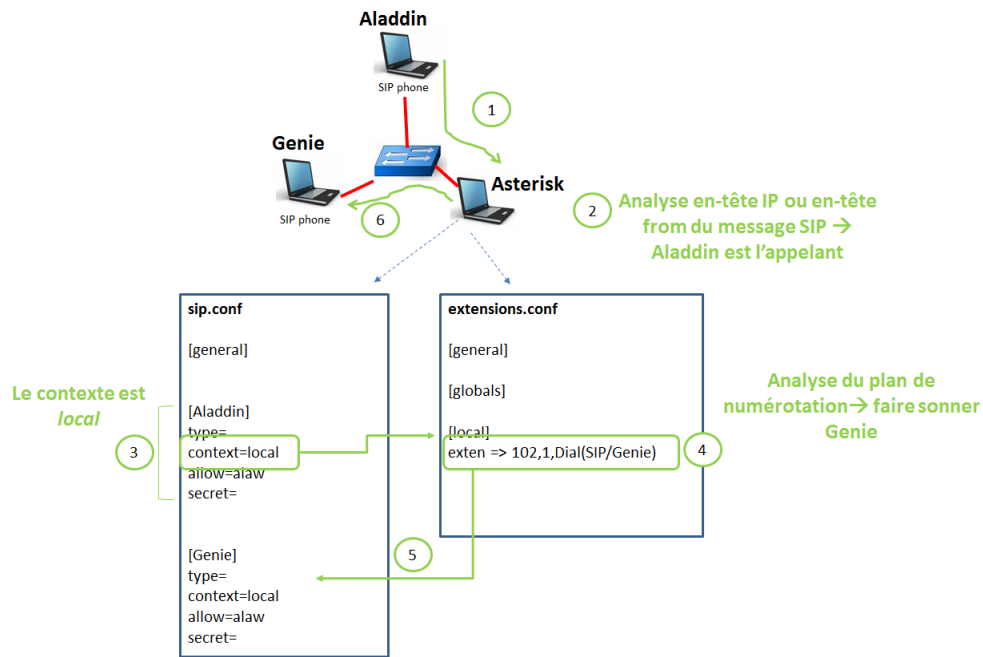 Aladdin
SIP phone
1
Genie
SIP phone
6
Asterisk
2
Analyse en-tête IP ou en-tête
from du message SIP →
Aladdin est l’appelant
sip.conf
[general]
Le contexte est
local
3
[Aladdin]
type=
context=local
allow=alaw
secret=
[Genie]
type=
context=local
allow=alaw
secret=
5
extensions.conf
[general]
[globals]
[local]
exten => 102,1,Dial(SIP/Genie)
4
Analyse du plan de
numérotation→ faire sonner
Genie